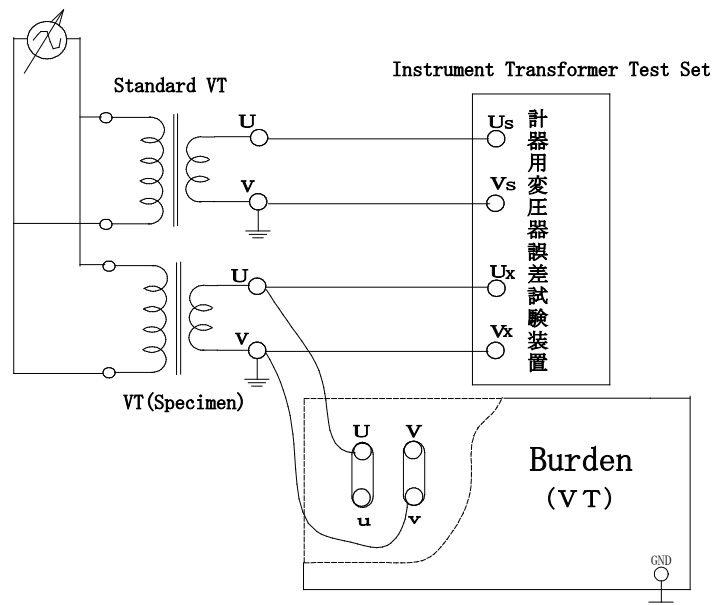 Standard VT
Instrument Transformer Test Set
U
V
Us
Vs
計器用変圧器誤差試験装置
U
V
Ux
Vx
VT(Specimen)
U V
u v
Burden
(VT)
GND